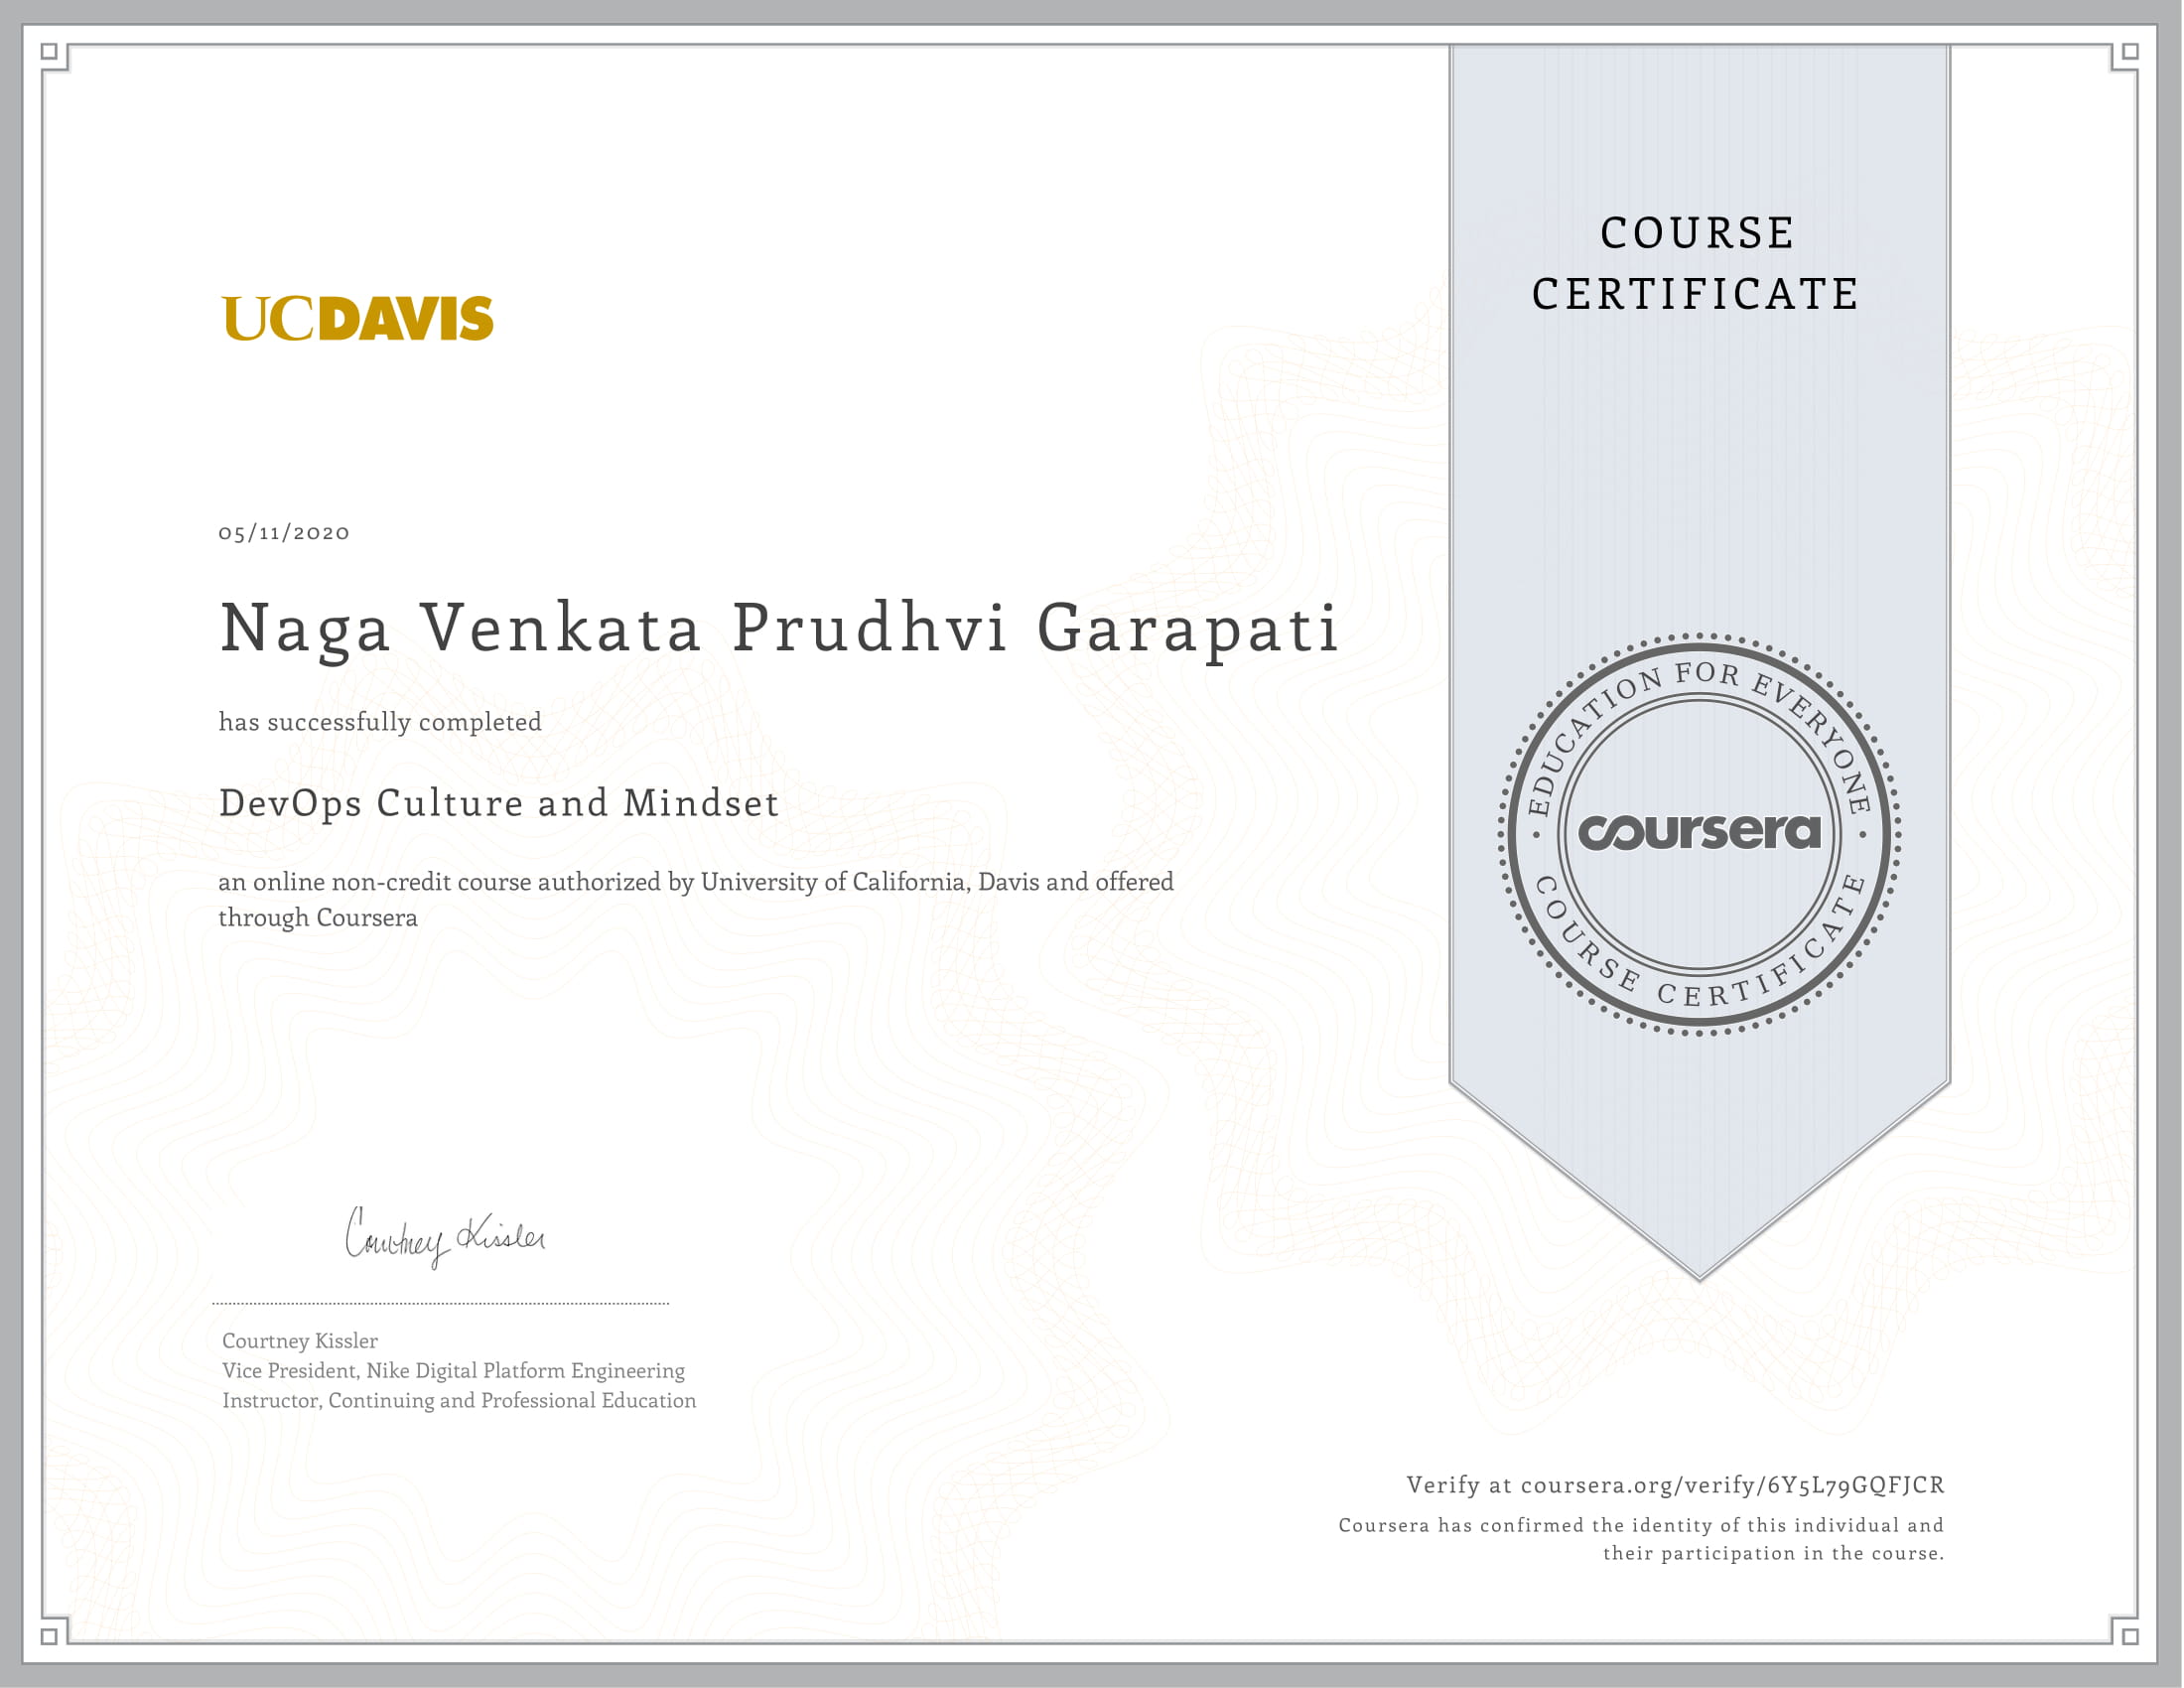 UCDAVIS
05/11/2020
Naga Venkata Prudhvi Garapati
has successfully completed
DevOps Culture and Mindset
an online non-credit course authorized by University of California, Davis and offered
through Coursera
Courtney Kissler
Courtney Kissler
Vice President, Nike Digital Platform Engineering
Instructor, Continuing and Professional Education
COURSE
CERTIFICATE
• EDUCATION FOR EVERYONE •
coursera
COURSE CERTIFICATE
Verify at coursera.org/verify/6Y5L79GQFJCR
Coursera has confirmed the identity of this individual and
their participation in the course.